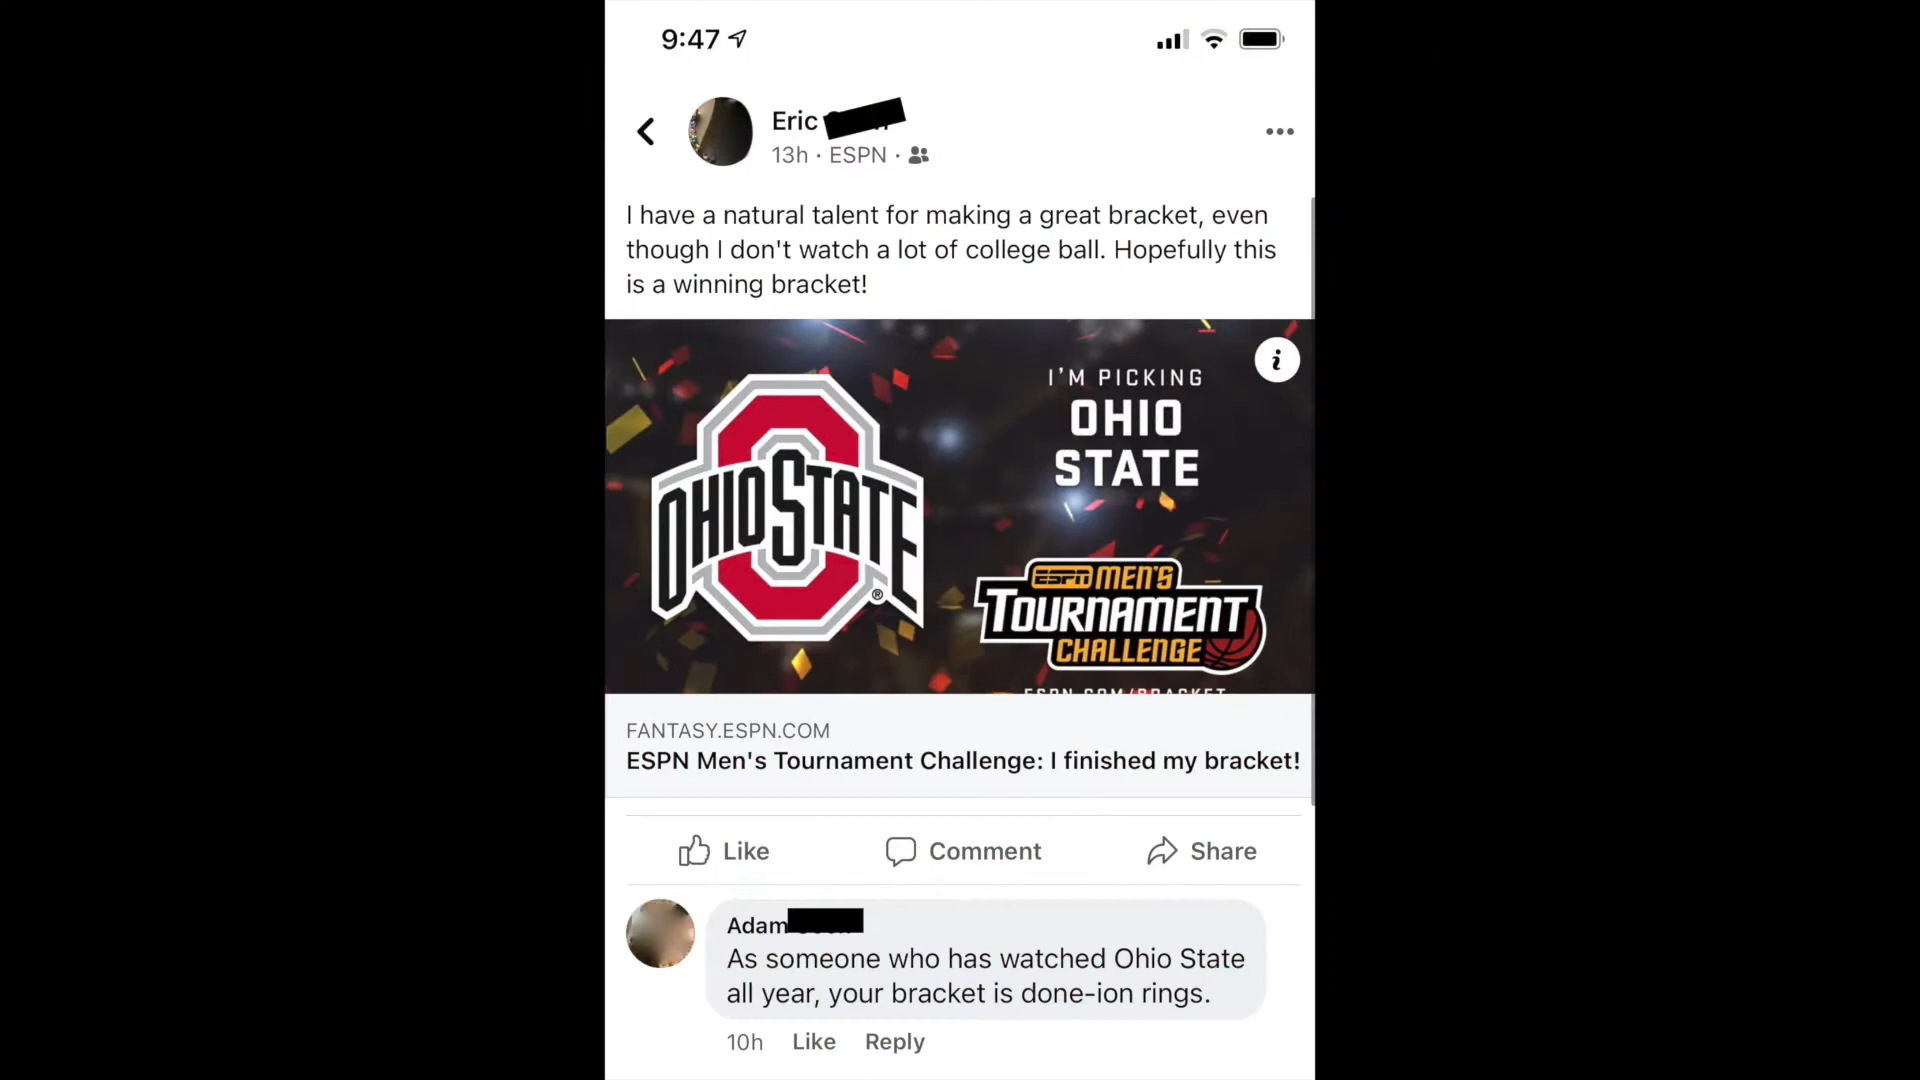 9:47
Eric
13h · ESPN ·
I have a natural talent for making a great bracket, even
though I don't watch a lot of college ball. Hopefully this
is a winning bracket!
OHIO STATE
®
I'M PICKING
OHIO
STATE
i
ESPN MEN'S
TOURNAMENT
CHALLENGE
ESPN.COM/BRACKET
FANTASY.ESPN.COM
ESPN Men's Tournament Challenge: I finished my bracket!
Like
Comment
Share
Adam
As someone who has watched Ohio State
all year, your bracket is done-ion rings.
10h Like Reply